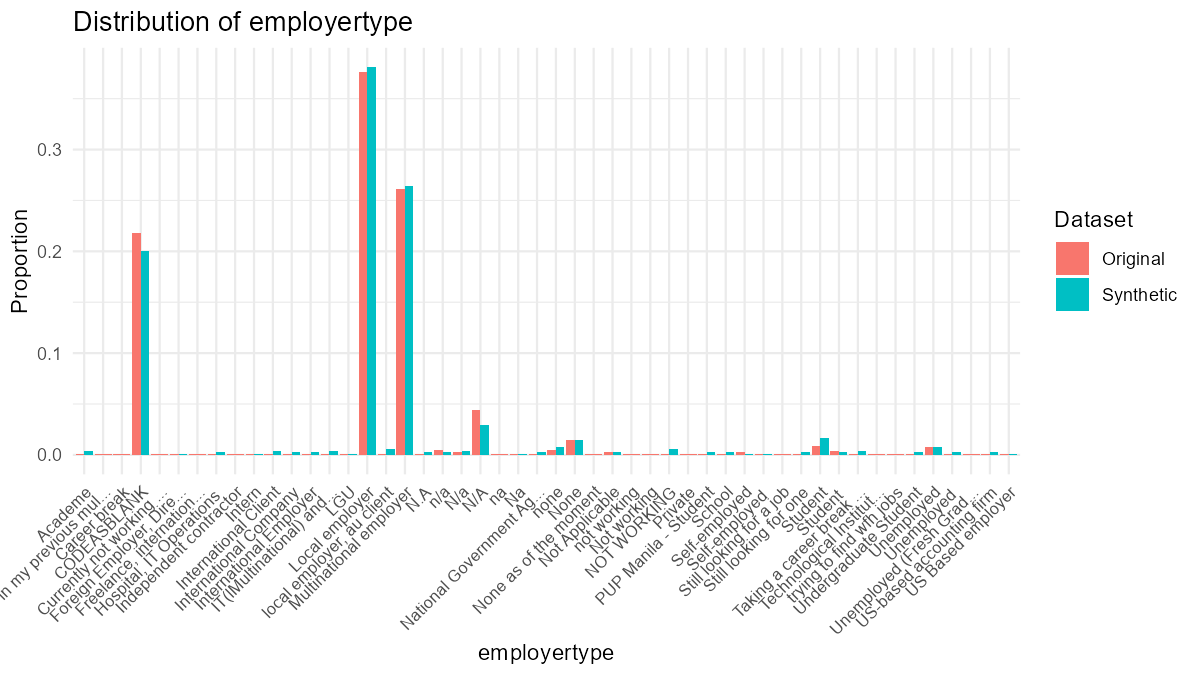 Distribution of employertype
Proportion
0.3
0.2
0.1
0.0
Academe
in my previous mul...
Career break
CODEASBLANK
Currently not working ...
Foreign Employer, Dire...
Freelance, Internation...
Hospital, IT Operations
Independent contractor
Intern
International Client
International Company
International Employer
IT(IMultinational) and...
LGU
Local employer
local employer, au client
Multinational employer
N.A
n/a
N/a
N/A
na
Na
National Government Ag...
none
None
None as of the moment
Not Applicable
not working
Not working
NOT WORKING
Private
PUP Manila - Student
School
Self-employed
Self-employed
Still looking for a job
Still looking for one
Student
Student
Taking a career break ...
Technological Instituti...
trying to find wfh jobs
Undergraduate Student
Unemployed
Unemployed
Unemployed (Fresh Grad...
US-based accounting firm
US Based employer
employertype
Dataset
Original
Synthetic